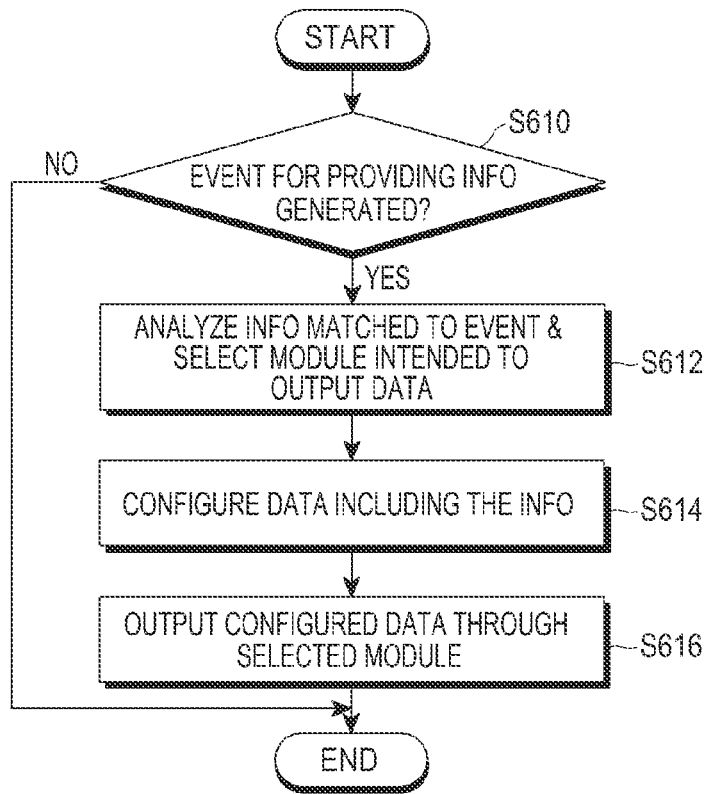 START
S610
NO
EVENT FOR PROVIDING INFO
GENERATED?
YES
ANALYZE INFO MATCHED TO EVENT &
SELECT MODULE INTENDED TO
OUTPUT DATA
S612
CONFIGURE DATA INCLUDING THE INFO
S614
OUTPUT CONFIGURED DATA THROUGH
SELECTED MODULE
S616
END